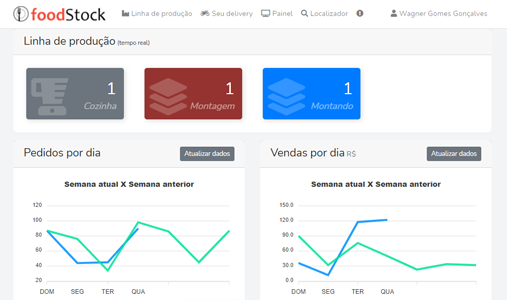 foodStock Linha de produção Seu delivery Painel Localizador Wagner Gomes Gonçalves
Linha de produção (tempo real)
1 1 1
Cozinha Montagem Montando
Pedidos por dia Atualizar dados Vendas por dia R$ Atualizar dados
Semana atual X Semana anterior Semana atual X Semana anterior
120 150.0
100 120.0
80 90.0
60 60.0
40 30.0
20 0.0
DOM SEG TER QUA DOM SEG TER QUA